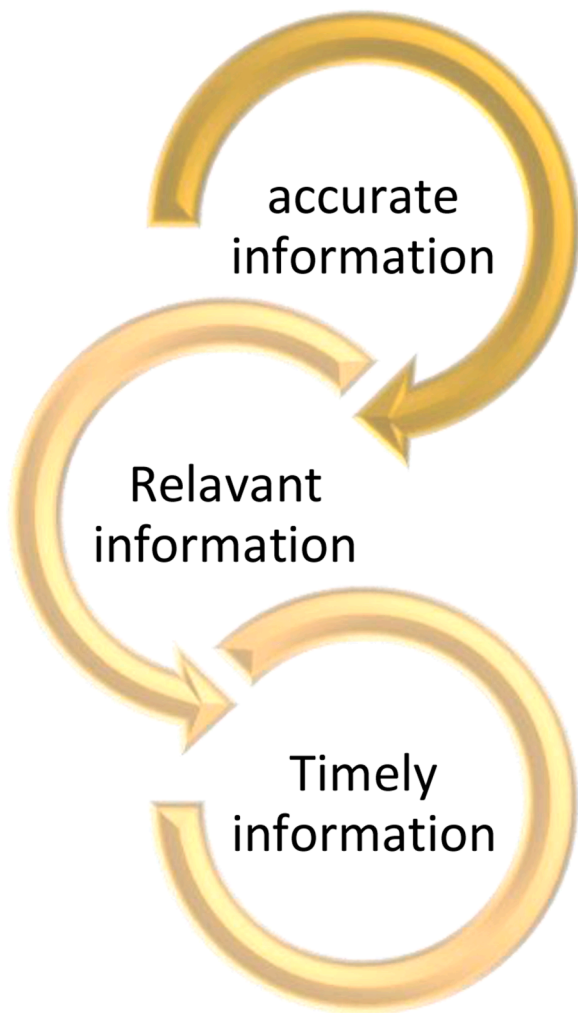 accurate
information
Relavant
information
Timely
information